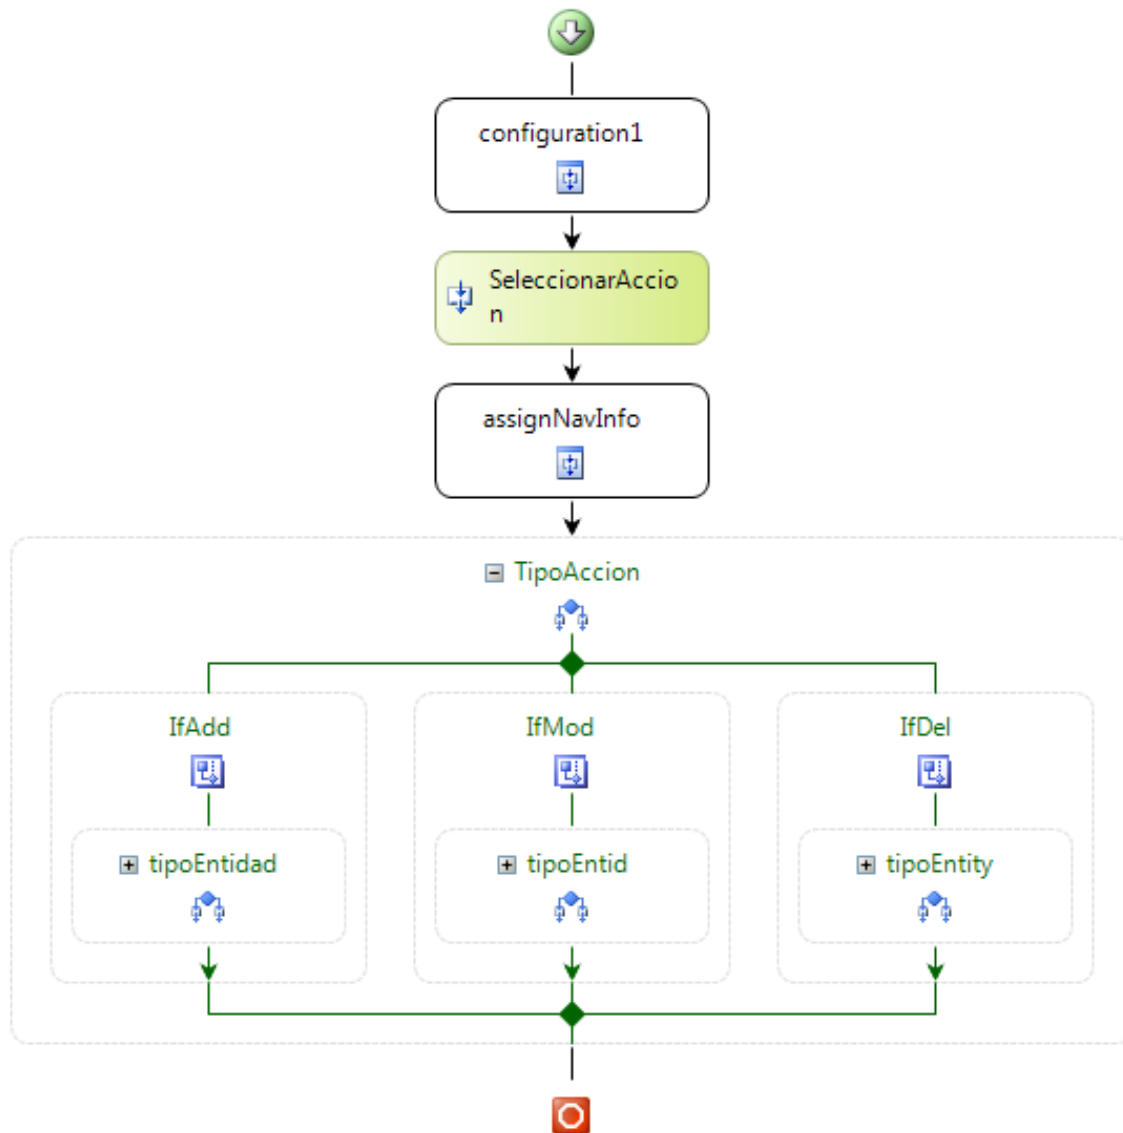 configuration1
SeleccionarAccio
n
assignNavInfo
TipoAccion
IfAdd
IfMod
IfDel
tipoEntidad
tipoEntid
tipoEntity